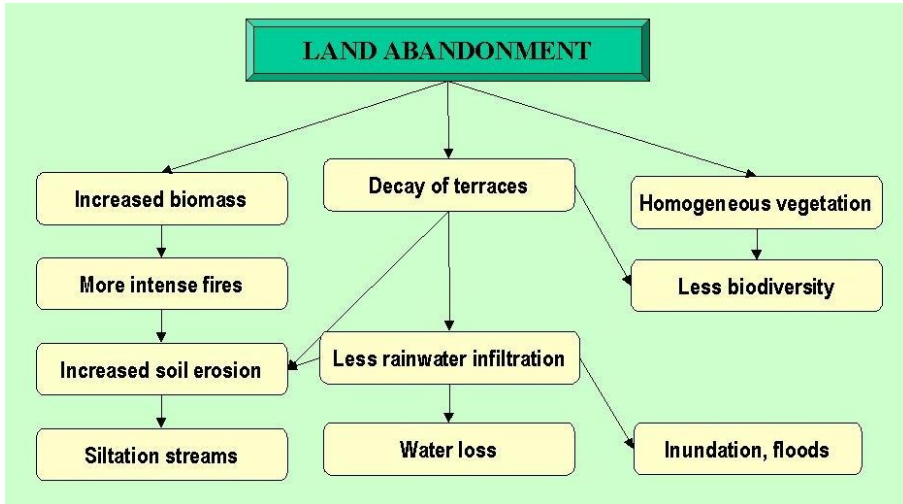 LAND ABANDONMENT
Increased biomass
Decay of terraces
Homogeneous vegetation
More intense fires
Less biodiversity
Increased soil erosion
Less rainwater infiltration
Siltation streams
Water loss
Inundation, floods